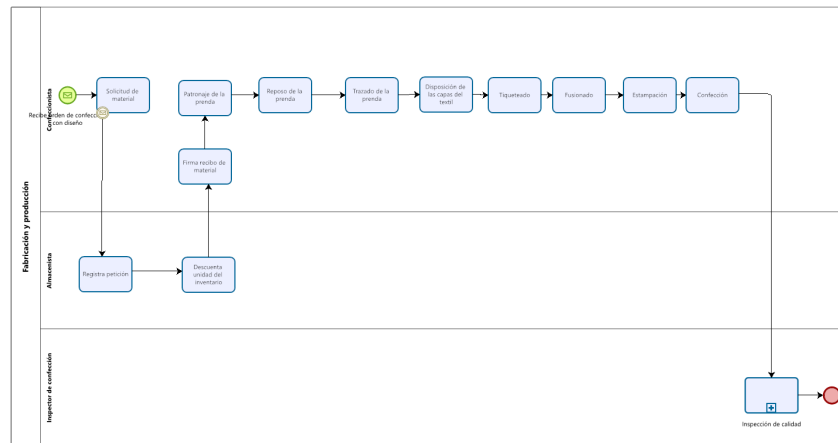 Fabricación y producción
Confeccionista
Recibe orden de confección
con diseño
Solicitud de
material
Patronaje de la
prenda
Reposo de la
prenda
Trazado de la
prenda
Disposición de
las capas del
textil
Tiqueteado
Fusionado
Estampación
Confección
Firma recibo de
material
Almacenista
Registra petición
Descuenta
unidad del
inventario
Inspector de confección
Inspección de calidad